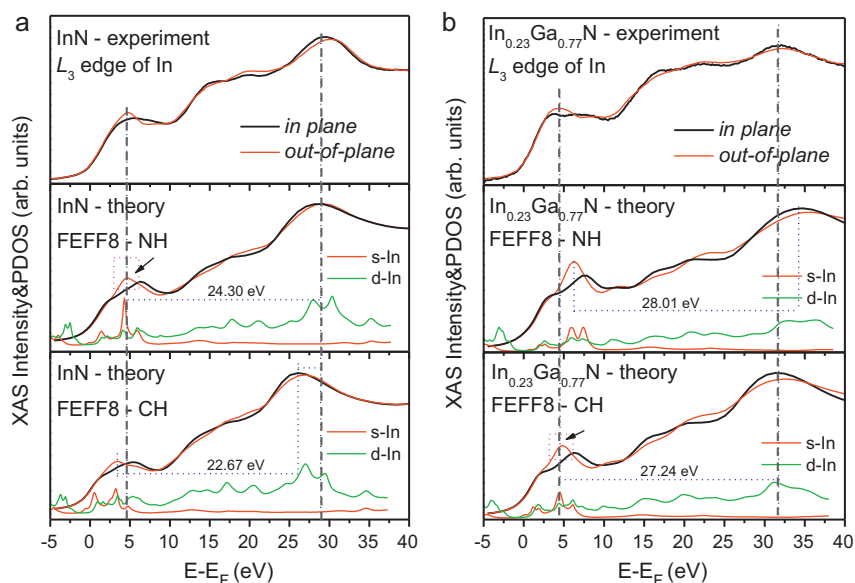 a
InN - experiment
L3 edge of In
in plane
out-of-plane
InN - theory
FEFF8 - NH
s-In
d-In
24.30 eV
InN - theory
FEFF8 - CH
s-In
d-In
22.67 eV
-5 0 5 10 15 20 25 30 35 40
E-EF (eV)
XAS Intensity&PDOS (arb. units)
b
In0.23Ga0.77N - experiment
L3 edge of In
in plane
out-of-plane
In0.23Ga0.77N - theory
FEFF8 - NH
s-In
d-In
28.01 eV
In0.23Ga0.77N - theory
FEFF8 - CH
s-In
d-In
27.24 eV
-5 0 5 10 15 20 25 30 35 40
E-EF (eV)
XAS Intensity&PDOS (arb. units)